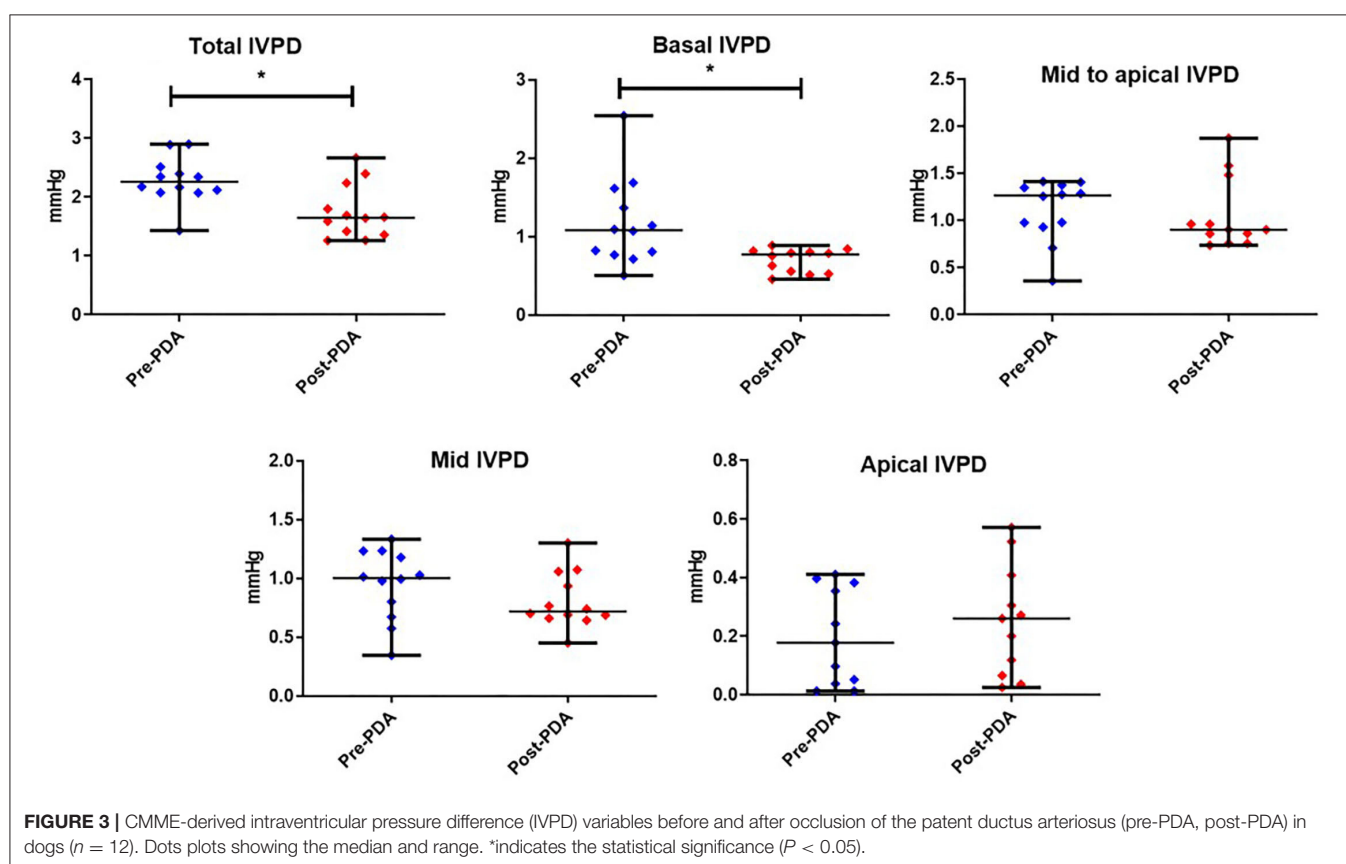 Total IVPD
*
4
3
2
1
0
mmHg
Pre-PDA
Post-PDA
Basal IVPD
*
3
2
1
0
mmHg
Pre-PDA
Post-PDA
Mid to apical IVPD
2.5
2.0
1.5
1.0
0.5
0.0
mmHg
Pre-PDA
Post-PDA
Mid IVPD
2.0
1.5
1.0
0.5
0.0
mmHg
Pre-PDA
Post-PDA
Apical IVPD
0.8
0.6
0.4
0.2
0.0
mmHg
Pre-PDA
Post-PDA
FIGURE 3 | CMME-derived intraventricular pressure difference (IVPD) variables before and after occlusion of the patent ductus arteriosus (pre-PDA, post-PDA) in
dogs (n = 12). Dots plots showing the median and range. *indicates the statistical significance (P < 0.05).